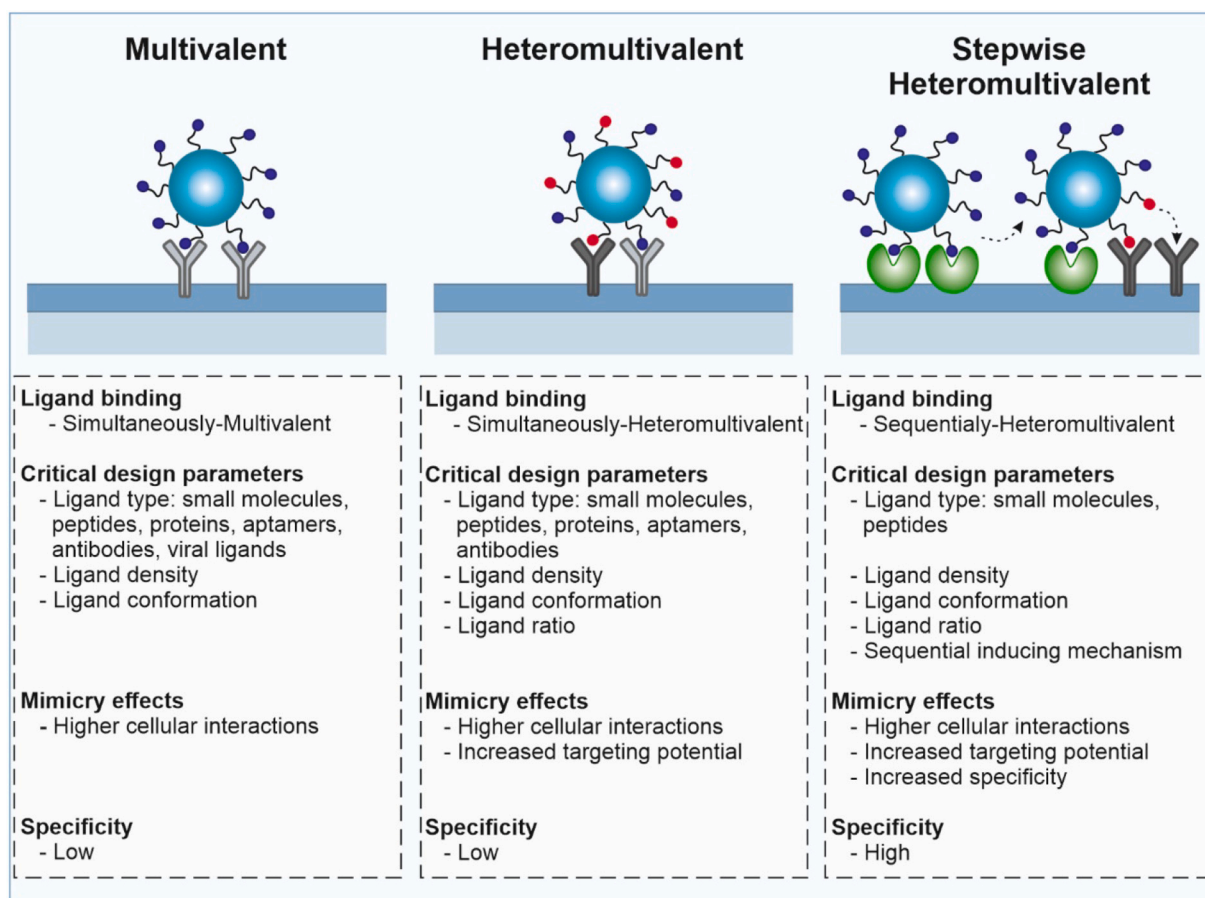 Multivalent
Ligand binding
- Simultaneously-Multivalent
Critical design parameters
- Ligand type: small molecules,
peptides, proteins, aptamers,
antibodies, viral ligands
- Ligand density
- Ligand conformation
Mimicry effects
- Higher cellular interactions
Specificity
- Low
Heteromultivalent
Ligand binding
- Simultaneously-Heteromultivalent
Critical design parameters
- Ligand type: small molecules,
peptides, proteins, aptamers,
antibodies
- Ligand density
- Ligand conformation
- Ligand ratio
Mimicry effects
- Higher cellular interactions
- Increased targeting potential
Specificity
- Low
Stepwise
Heteromultivalent
Ligand binding
- Sequentialy-Heteromultivalent
Critical design parameters
- Ligand type: small molecules,
peptides
- Ligand density
- Ligand conformation
- Ligand ratio
- Sequential inducing mechanism
Mimicry effects
- Higher cellular interactions
- Increased targeting potential
- Increased specificity
Specificity
- High